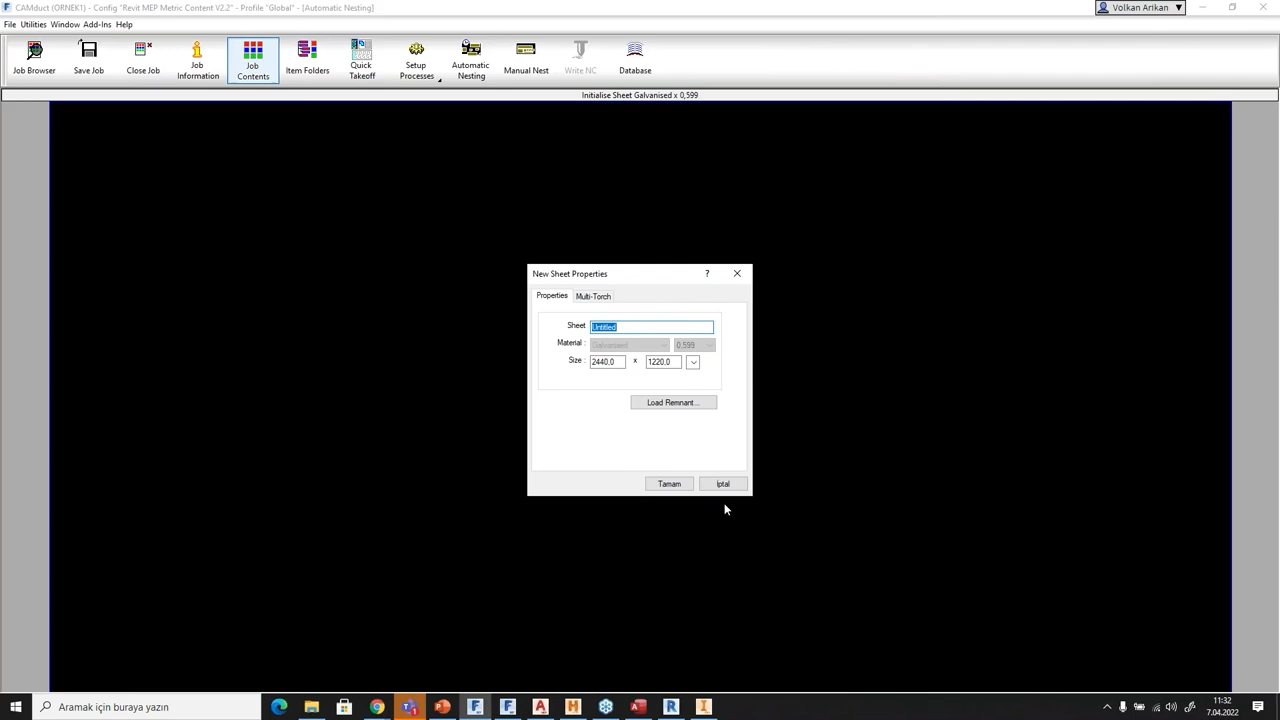 CAMduct (ORNEK1) - Config "Revit MEP Metric Content V2.2" - Profile "Global" - [Automatic Nesting]
Volkan Arikan
File Utilities Window Add-Ins Help
Job Browser
Save Job
Close Job
Job Information
Job Contents
Item Folders
Quick Takeoff
Setup Processes
Automatic Nesting
Manual Nest
Write NC
Database
Initialise Sheet Galvanised x 0,599
New Sheet Properties
Properties
Multi-Torch
Sheet Untitled
Material : Galvanised 0,599
Size : 2440,0 x 1220,0
Load Remnant...
Tamam
İptal
Aramak için buraya yazın
11:32
7.04.2022